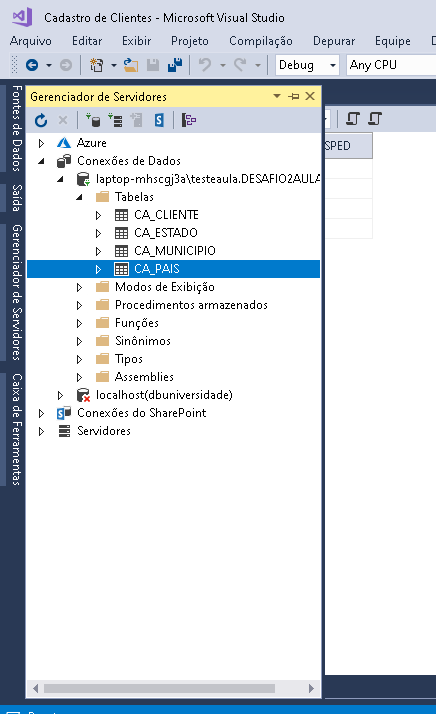 Cadastro de Clientes - Microsoft Visual Studio
Arquivo Editar Exibir Projeto Compilação Depurar Equipe
Debug Any CPU
Gerenciador de Servidores
Fontes de Dados
Saída
Gerenciador de Servidores
Caixa de Ferramentas
Azure
Conexões de Dados
laptop-mhscgj3a\testeaula.DESAFIO2AULA
Tabelas
CA_CLIENTE
CA_ESTADO
CA_MUNICIPIO
CA_PAIS
Modos de Exibição
Procedimentos armazenados
Funções
Sinônimos
Tipos
Assemblies
localhost(dbuniversidade)
Conexões do SharePoint
Servidores
SPED